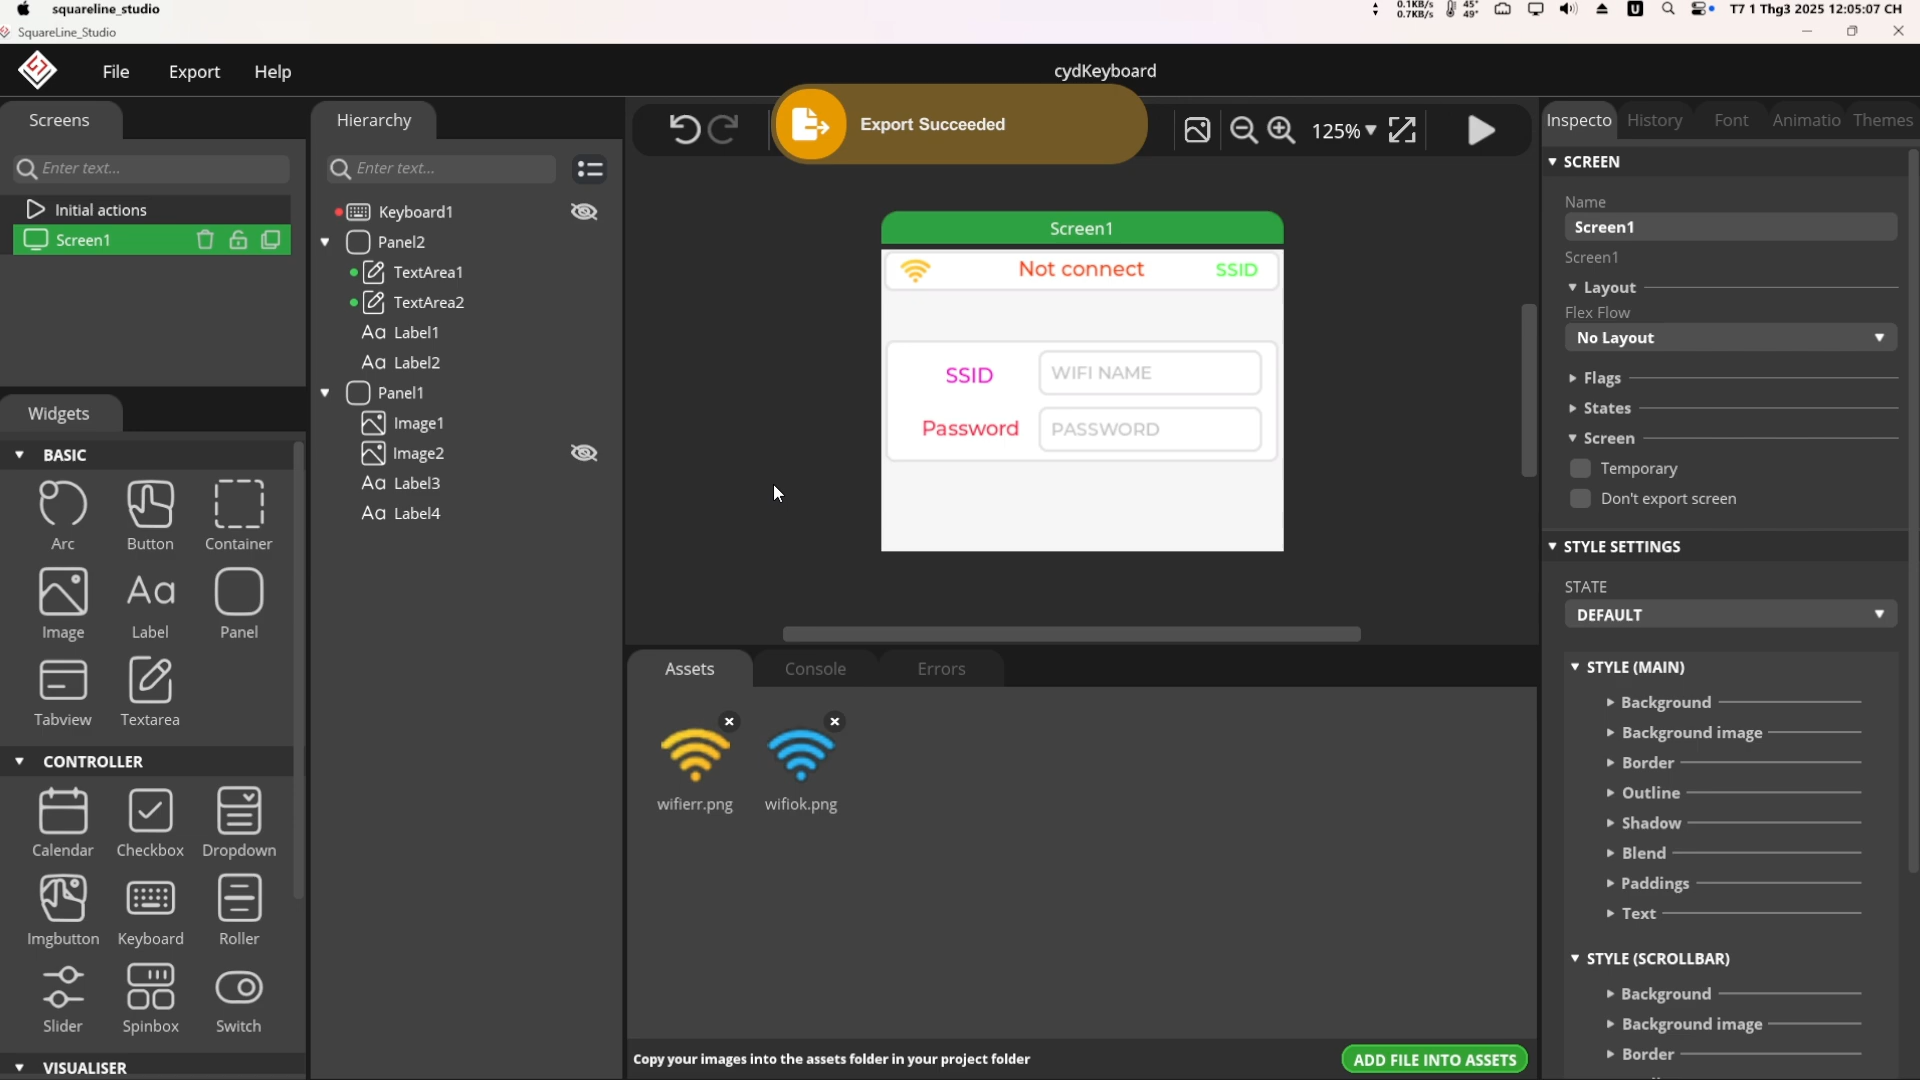 squareline_studio
0.1KB/s
0.7KB/s
45°
49°
U
T7 1 Thg3 2025 12:05:07 CH
SquareLine_Studio
File
Export
Help
cydKeyboard
Screens
Hierarchy
Export Succeeded
125%
Inspecto
History
Font
Animatio
Themes
Enter text...
Enter text...
Initial actions
Screen1
Keyboard1
Panel2
TextArea1
TextArea2
Aa Label1
Aa Label2
Panel1
Image1
Image2
Aa Label3
Aa Label4
Screen1
Not connect
SSID
SSID
WIFI NAME
Password
PASSWORD
SCREEN
Name
Screen1
Screen1
Layout
Flex Flow
No Layout
Flags
States
Screen
Temporary
Don't export screen
STYLE SETTINGS
STATE
DEFAULT
STYLE (MAIN)
Background
Background image
Border
Outline
Shadow
Blend
Paddings
Text
STYLE (SCROLLBAR)
Background
Background image
Border
Widgets
BASIC
Arc
Button
Container
Aa
Image
Label
Panel
Tabview
Textarea
CONTROLLER
Calendar
Checkbox
Dropdown
Imgbutton
Keyboard
Roller
Slider
Spinbox
Switch
VISUALISER
Assets
Console
Errors
wifierr.png
wifiok.png
Copy your images into the assets folder in your project folder
ADD FILE INTO ASSETS